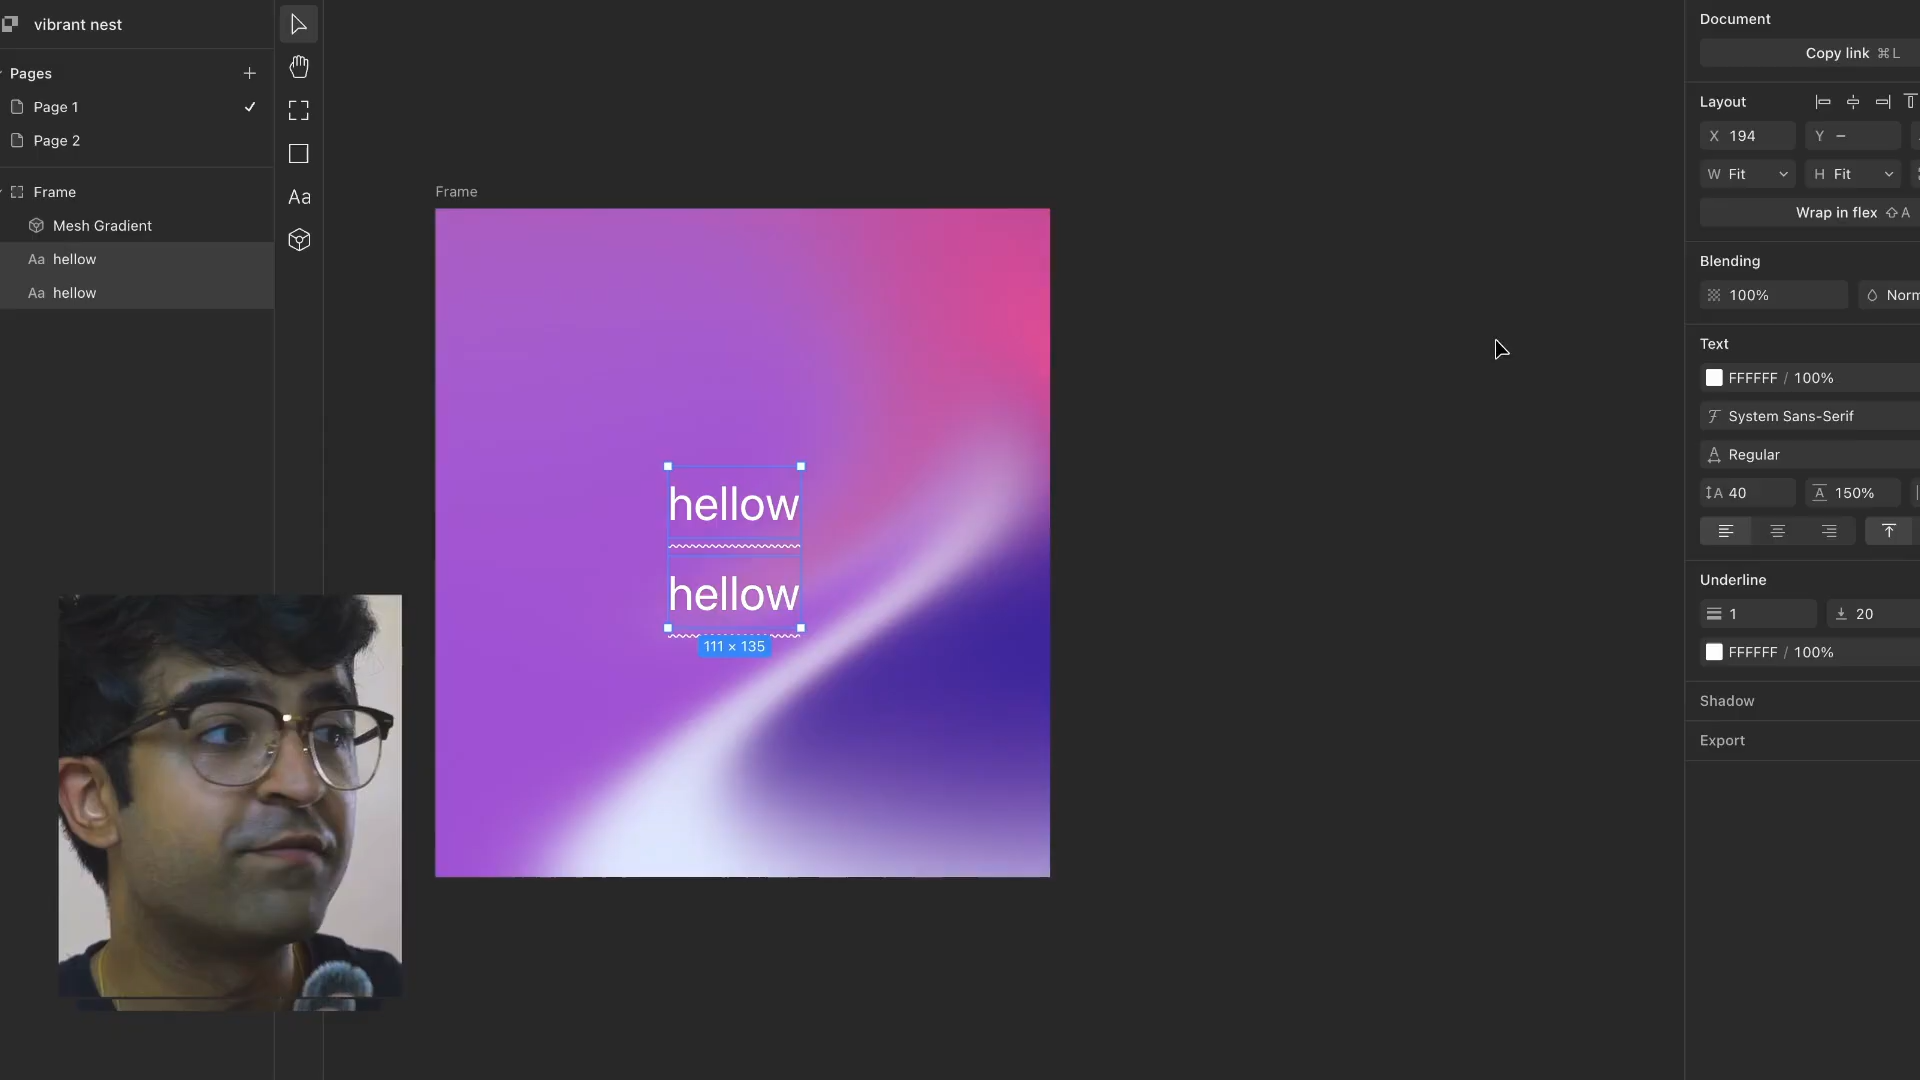 vibrant nest
Pages
Page 1
Page 2
Frame
Mesh Gradient
Aa hellow
Aa hellow
Aa
Frame
hellow
hellow
111 × 135
Document
Copy link ⌘ L
Layout
X 194 Y –
W Fit H Fit
Wrap in flex ⇧ A
Blending
100% Norm
Text
FFFFFF / 100%
System Sans-Serif
Regular
A 40 A 150%
Underline
1 20
FFFFFF / 100%
Shadow
Export